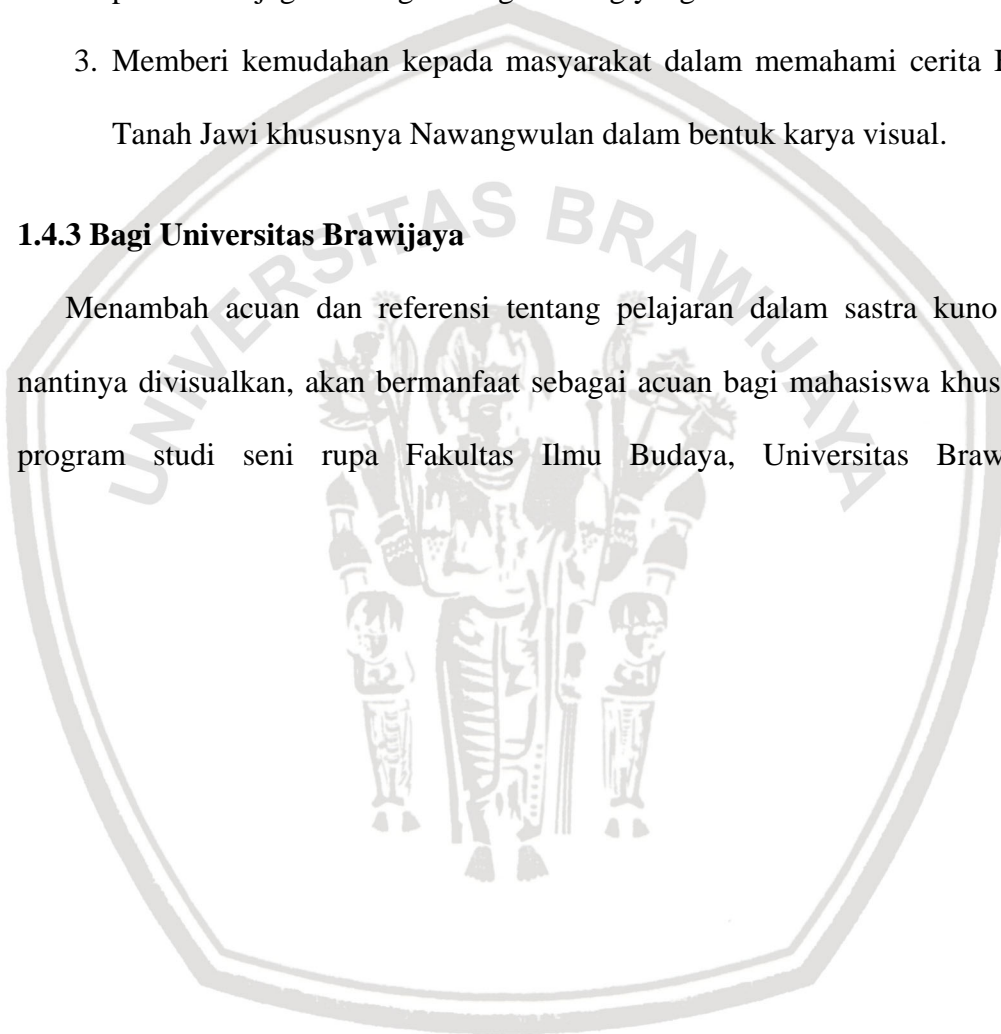 3. Memberi kemudahan kepada masyarakat dalam memahami cerita
Tanah Jawi khususnya Nawangwulan dalam bentuk karya visual.
1.4.3 Bagi Universitas Brawijaya
Menambah acuan dan referensi tentang pelajaran dalam sastra kuno
nantinya divisualkan, akan bermanfaat sebagai acuan bagi mahasiswa
program studi seni rupa Fakultas Ilmu Budaya, Universitas
UNIVERSITAS BRAWIJAYA